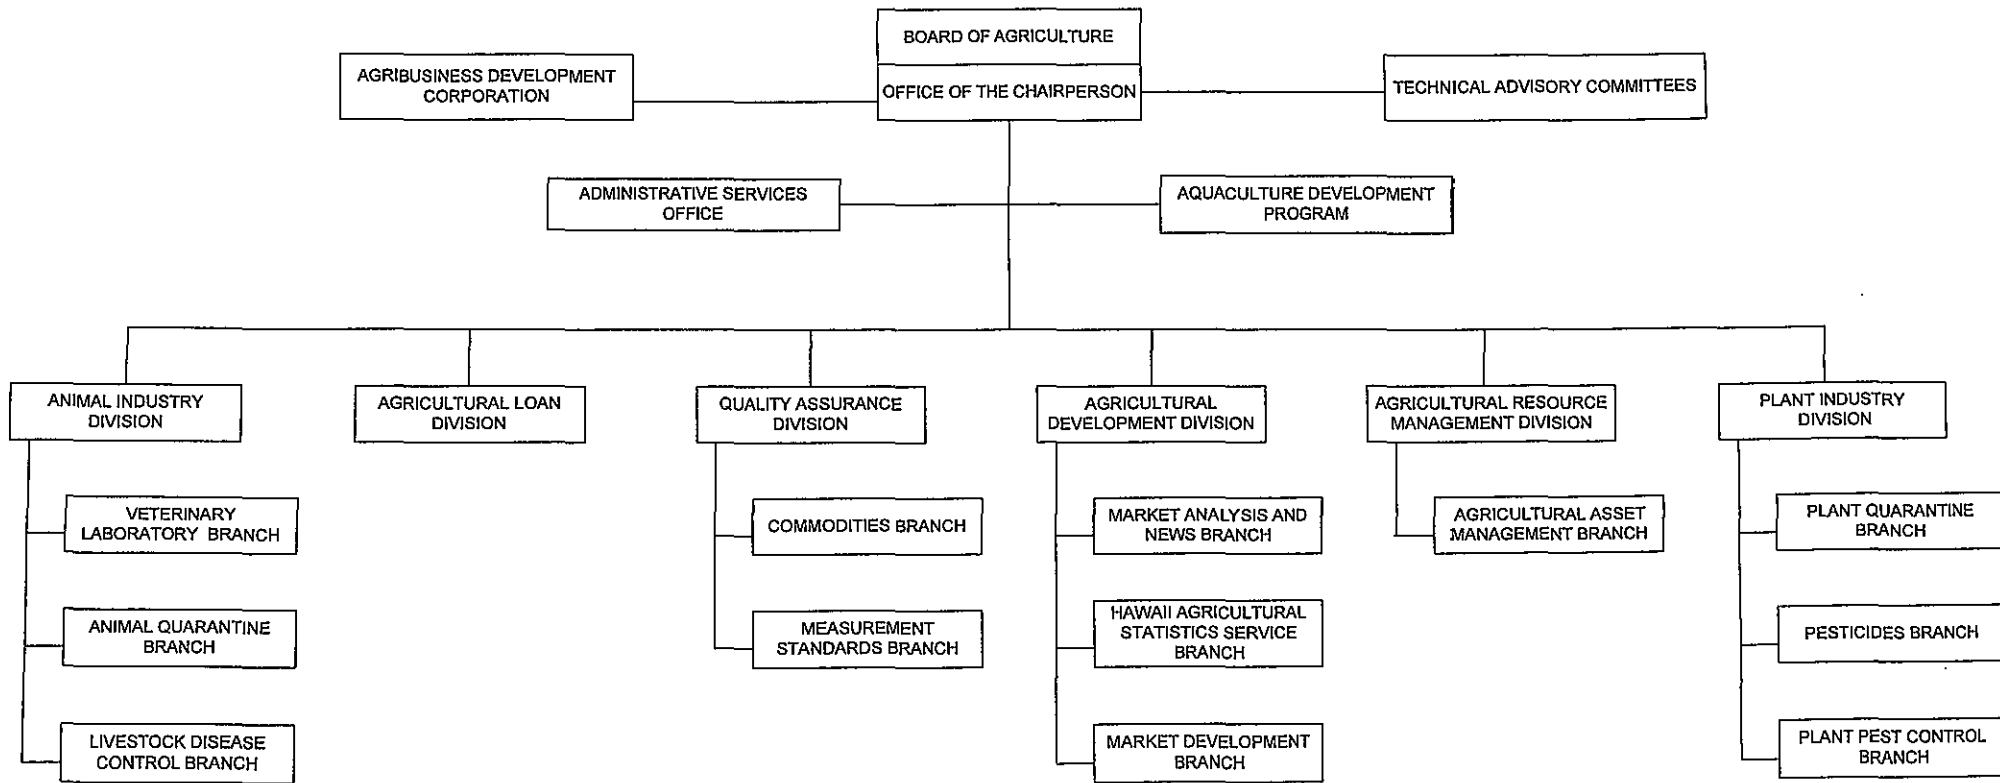 BOARD OF AGRICULTURE
AGRIBUSINESS DEVELOPMENT
CORPORATION
OFFICE OF THE CHAIRPERSON
TECHNICAL ADVISORY COMMITTEES
ADMINISTRATIVE SERVICES
OFFICE
AQUACULTURE DEVELOPMENT
PROGRAM
ANIMAL INDUSTRY
DIVISION
AGRICULTURAL LOAN
DIVISION
QUALITY ASSURANCE
DIVISION
AGRICULTURAL
DEVELOPMENT DIVISION
AGRICULTURAL RESOURCE
MANAGEMENT DIVISION
PLANT INDUSTRY
DIVISION
VETERINARY
LABORATORY BRANCH
COMMODITIES BRANCH
MARKET ANALYSIS AND
NEWS BRANCH
AGRICULTURAL ASSET
MANAGEMENT BRANCH
PLANT QUARANTINE
BRANCH
ANIMAL QUARANTINE
BRANCH
MEASUREMENT
STANDARDS BRANCH
HAWAII AGRICULTURAL
STATISTICS SERVICE
BRANCH
PESTICIDES BRANCH
LIVESTOCK DISEASE
CONTROL BRANCH
MARKET DEVELOPMENT
BRANCH
PLANT PEST CONTROL
BRANCH